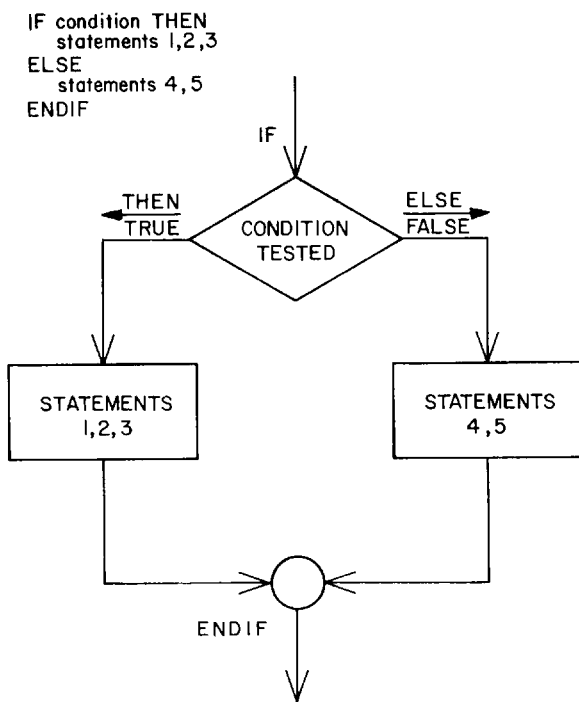 IF condition THEN
statements 1,2,3
ELSE
statements 4,5
ENDIF
IF
THEN
TRUE
CONDITION
TESTED
ELSE
FALSE
STATEMENTS
1,2,3
STATEMENTS
4,5
ENDIF